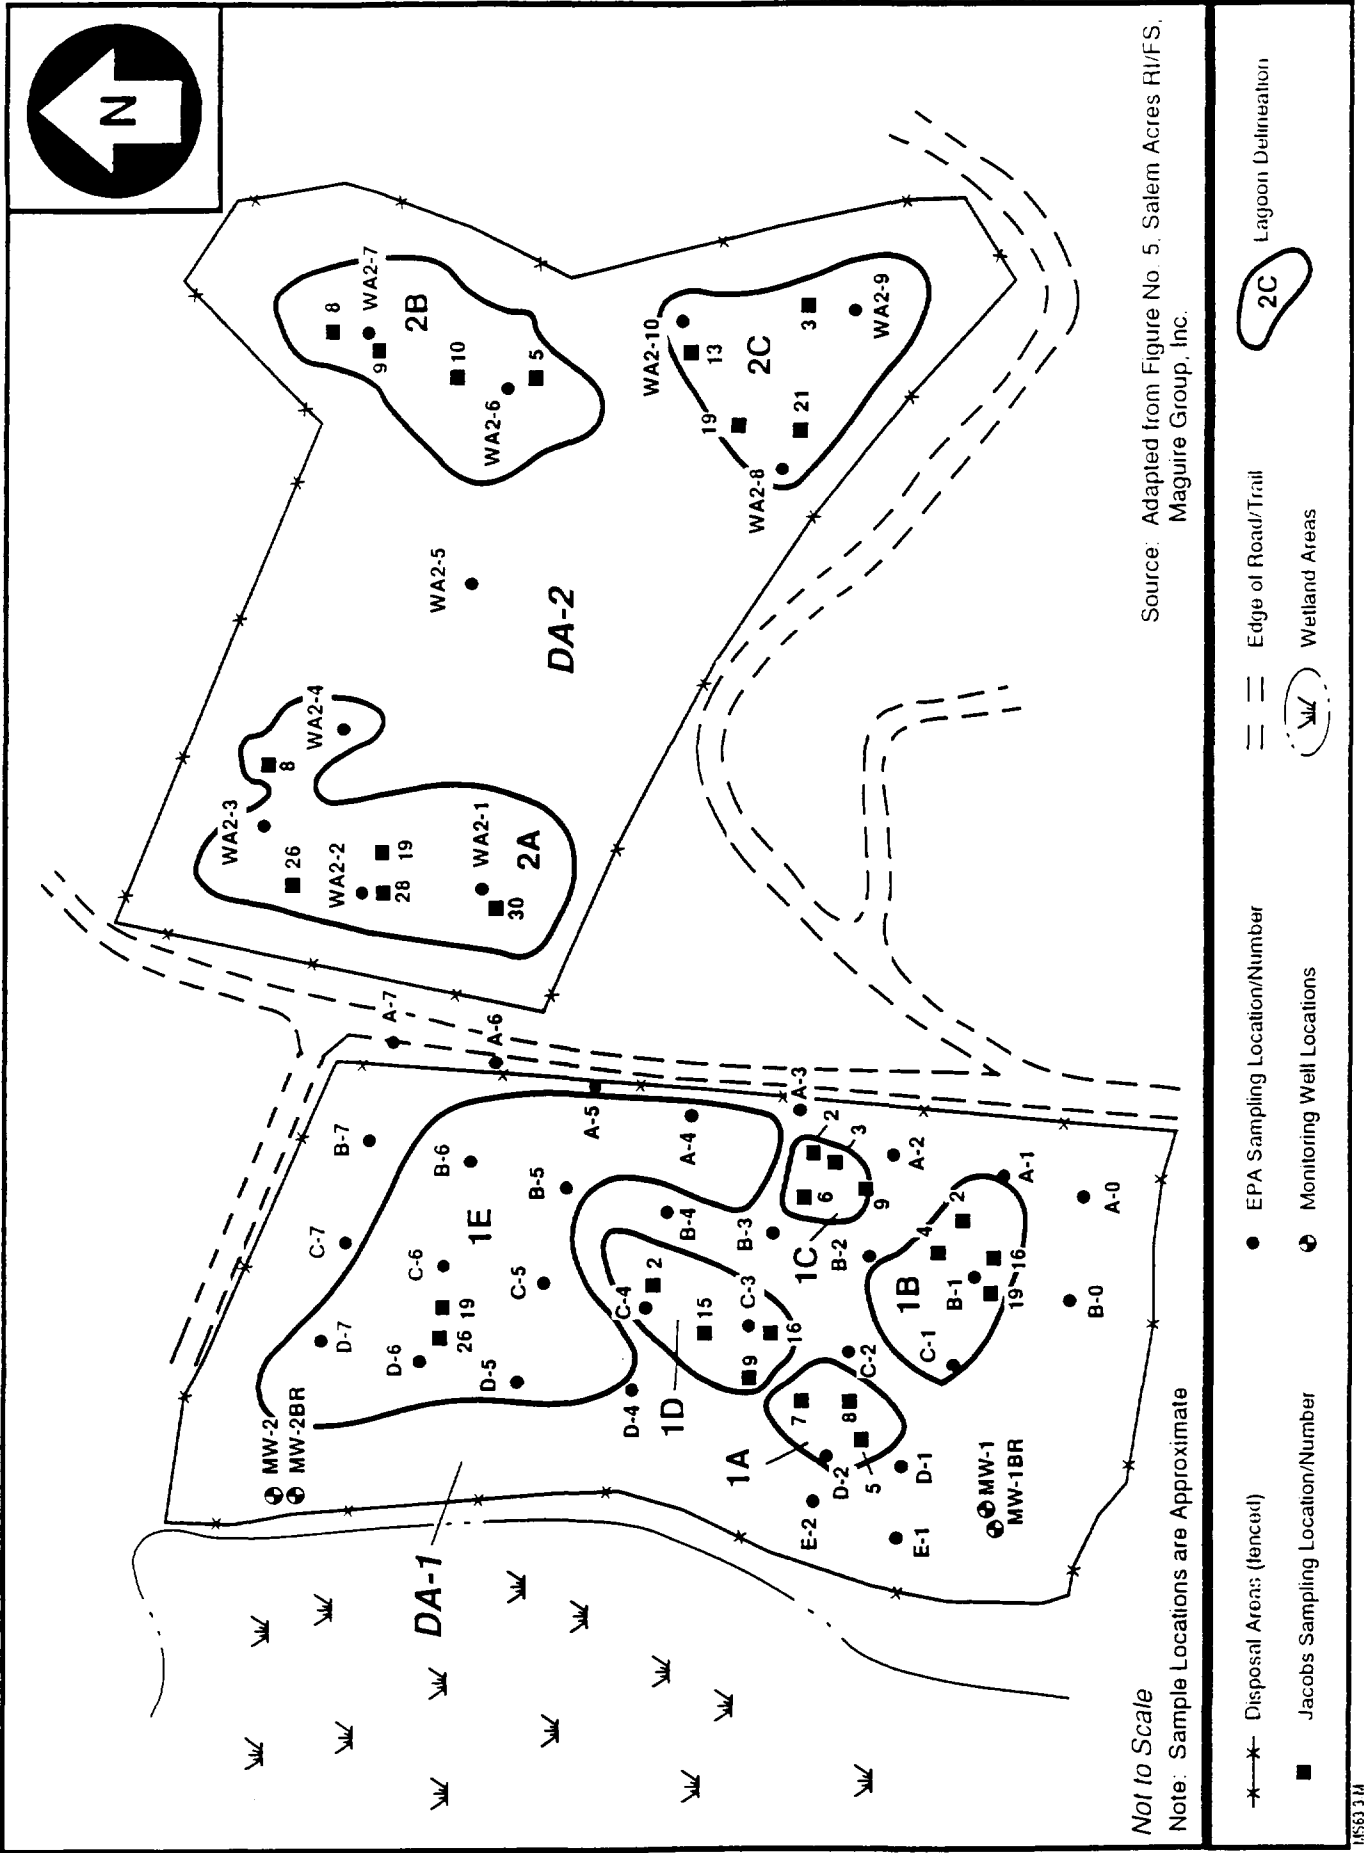 N
8
WA2-7
9
2B
10
WA2-6
5
WA2-10
13
2C
3
WA2-9
19
21
WA2-8
WA2-5
DA-2
WA2-4
8
WA2-3
26
WA2-2
19
28
WA2-1
30
2A
A-7
A-6
A-5
A-4
A-3
A-2
A-1
A-0
B-7
B-6
B-5
B-4
B-3
B-2
B-1
B-0
C-7
C-6
C-5
C-4
C-3
C-2
C-1
D-7
D-6
D-5
D-4
D-2
D-1
E-2
E-1
1E
19
26
1D
2
15
16
9
1C
2
3
6
9
1B
2
4
16
19
1A
7
8
5
MW-2
MW-2BR
MW-1
MW-1BR
DA-1
Source: Adapted from Figure No. 5, Salem Acres RI/FS,
Maguire Group, Inc.
Not to Scale
Note: Sample Locations are Approximate
Disposal Areas (fenced)
EPA Sampling Location/Number
Edge of Road/Trail
2C
Lagoon Delineation
Jacobs Sampling Location/Number
Monitoring Well Locations
Wetland Areas